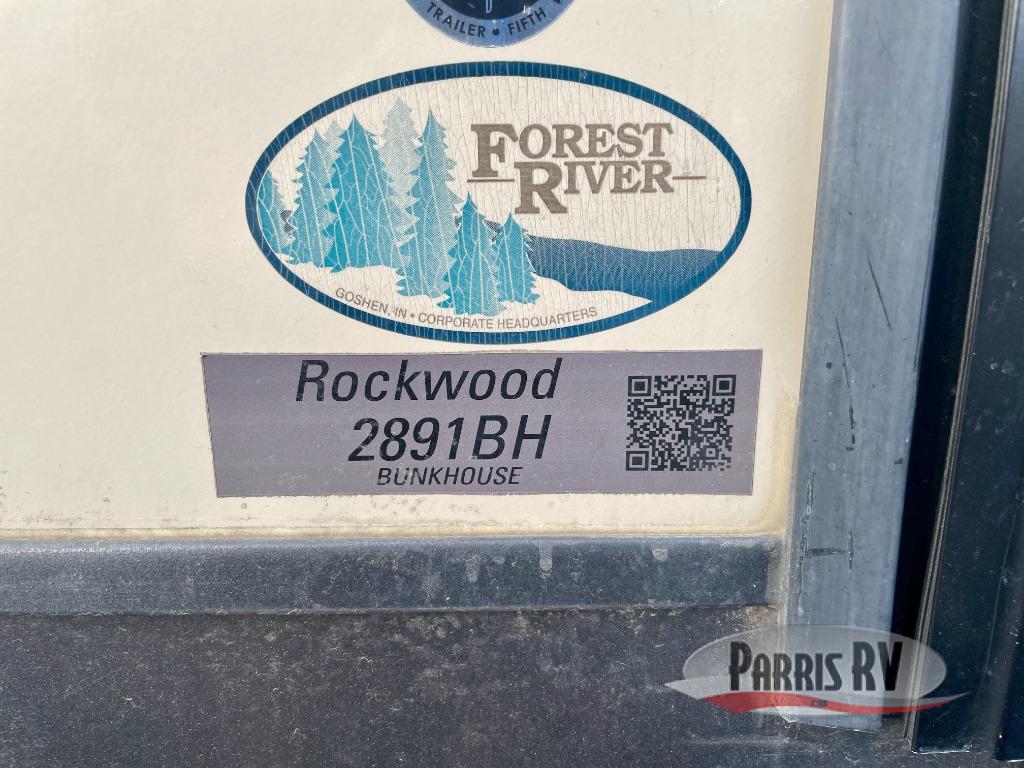 TRAILER • FIFTH
FOREST
RIVER
GOSHEN, IN • CORPORATE HEADQUARTERS
Rockwood
2891BH
BUNKHOUSE
PARRIS RV